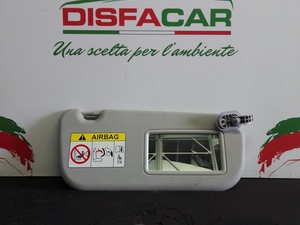 DISFACAR
Una scelta per l'ambiente
AIRBAG